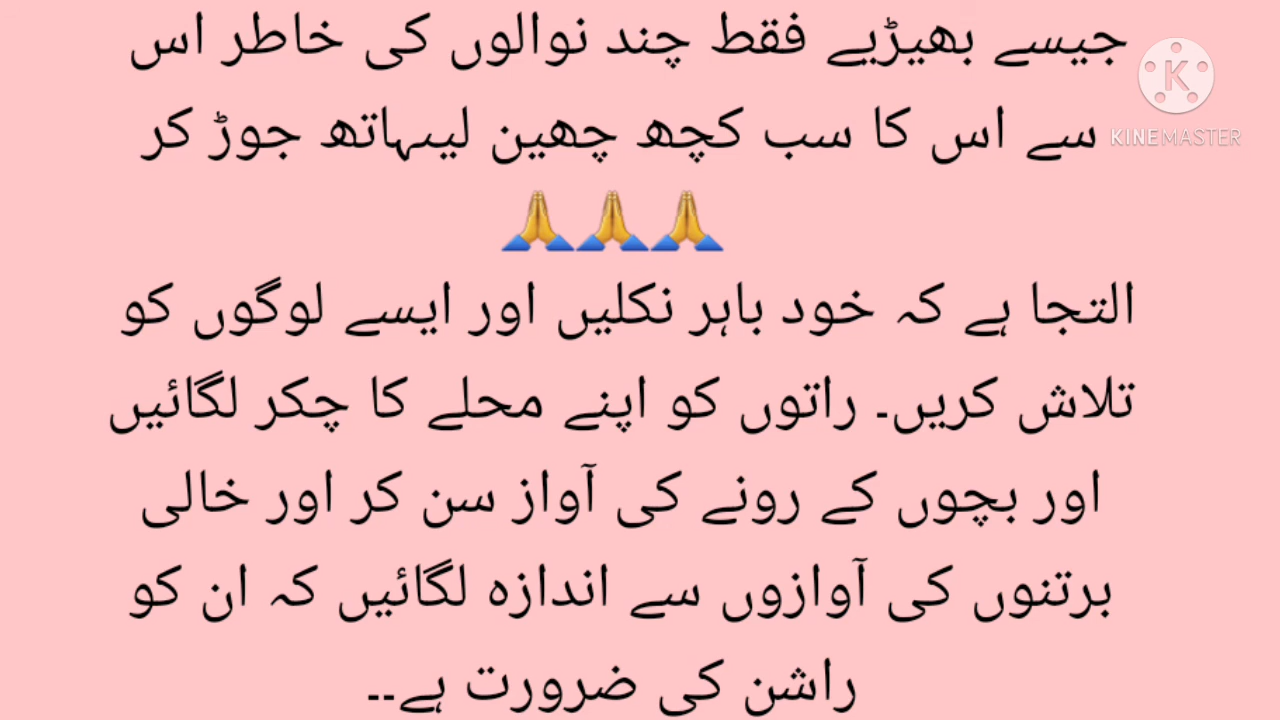 جیسے بھیڑیے فقط چند نوالوں کی خاطر اس
سے اس کا سب کچھ چھین لیںہاتھ جوڑ کر
🙏🙏🙏
التجا ہے کہ خود باہر نکلیں اور ایسے لوگوں کو
تلاش کریں۔ راتوں کو اپنے محلے کا چکر لگائیں
اور بچوں کے رونے کی آواز سن کر اور خالی
برتنوں کی آوازوں سے اندازہ لگائیں کہ ان کو
راشن کی ضرورت ہے۔۔
K
KINEMASTER